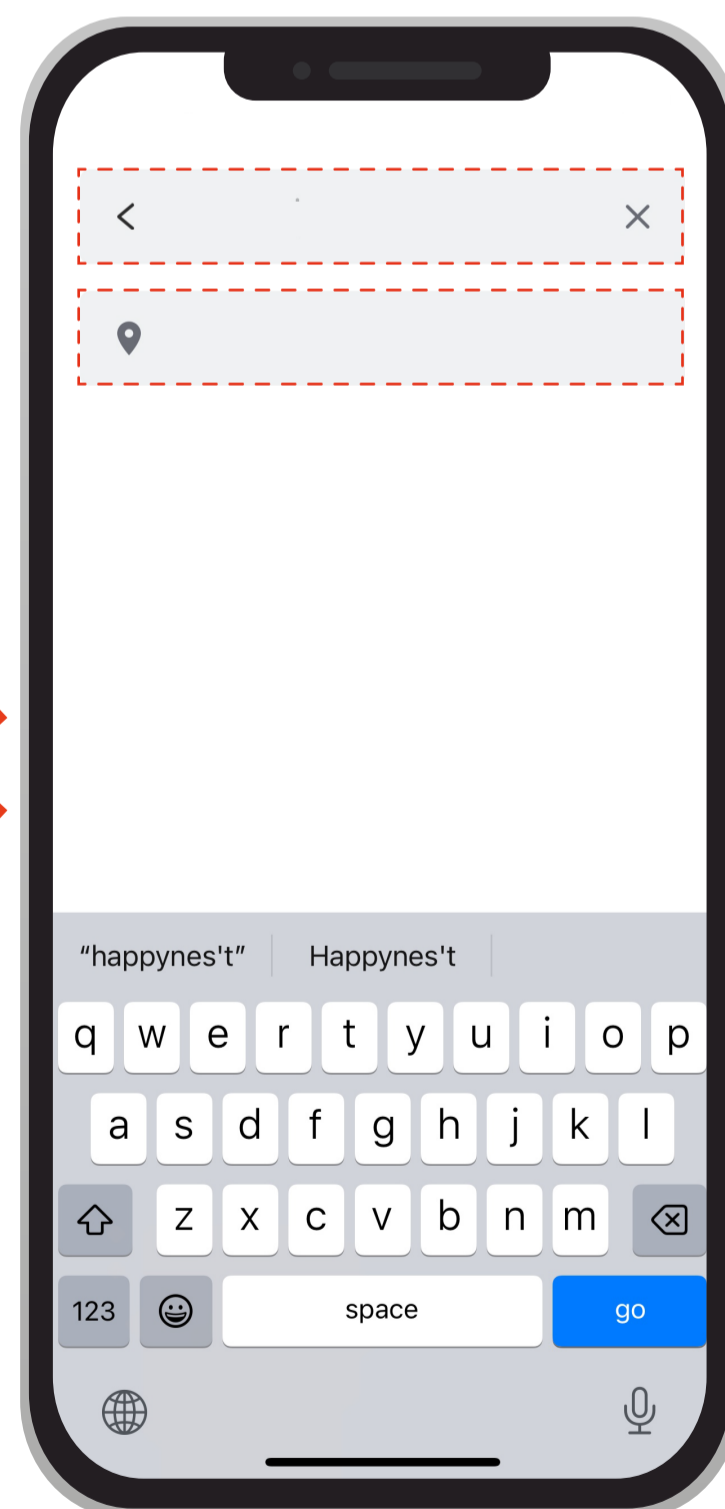 “happynes't” Happynes't
q w e r t y u i o p
a s d f g h j k l
z x c v b n m
123 space go